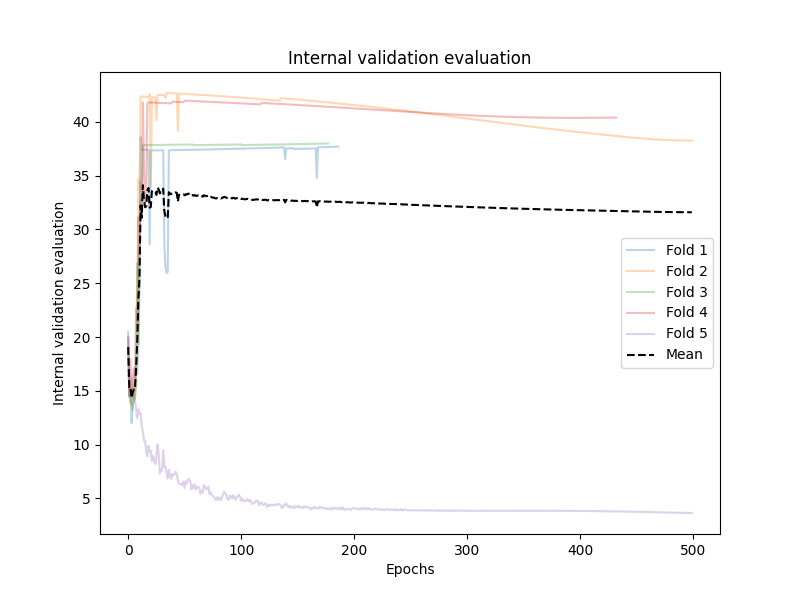 Internal validation evaluation
Internal validation evaluation
40
35
30
25
20
15
10
5
Fold 1
Fold 2
Fold 3
Fold 4
Fold 5
Mean
0
100
200
300
400
500
Epochs